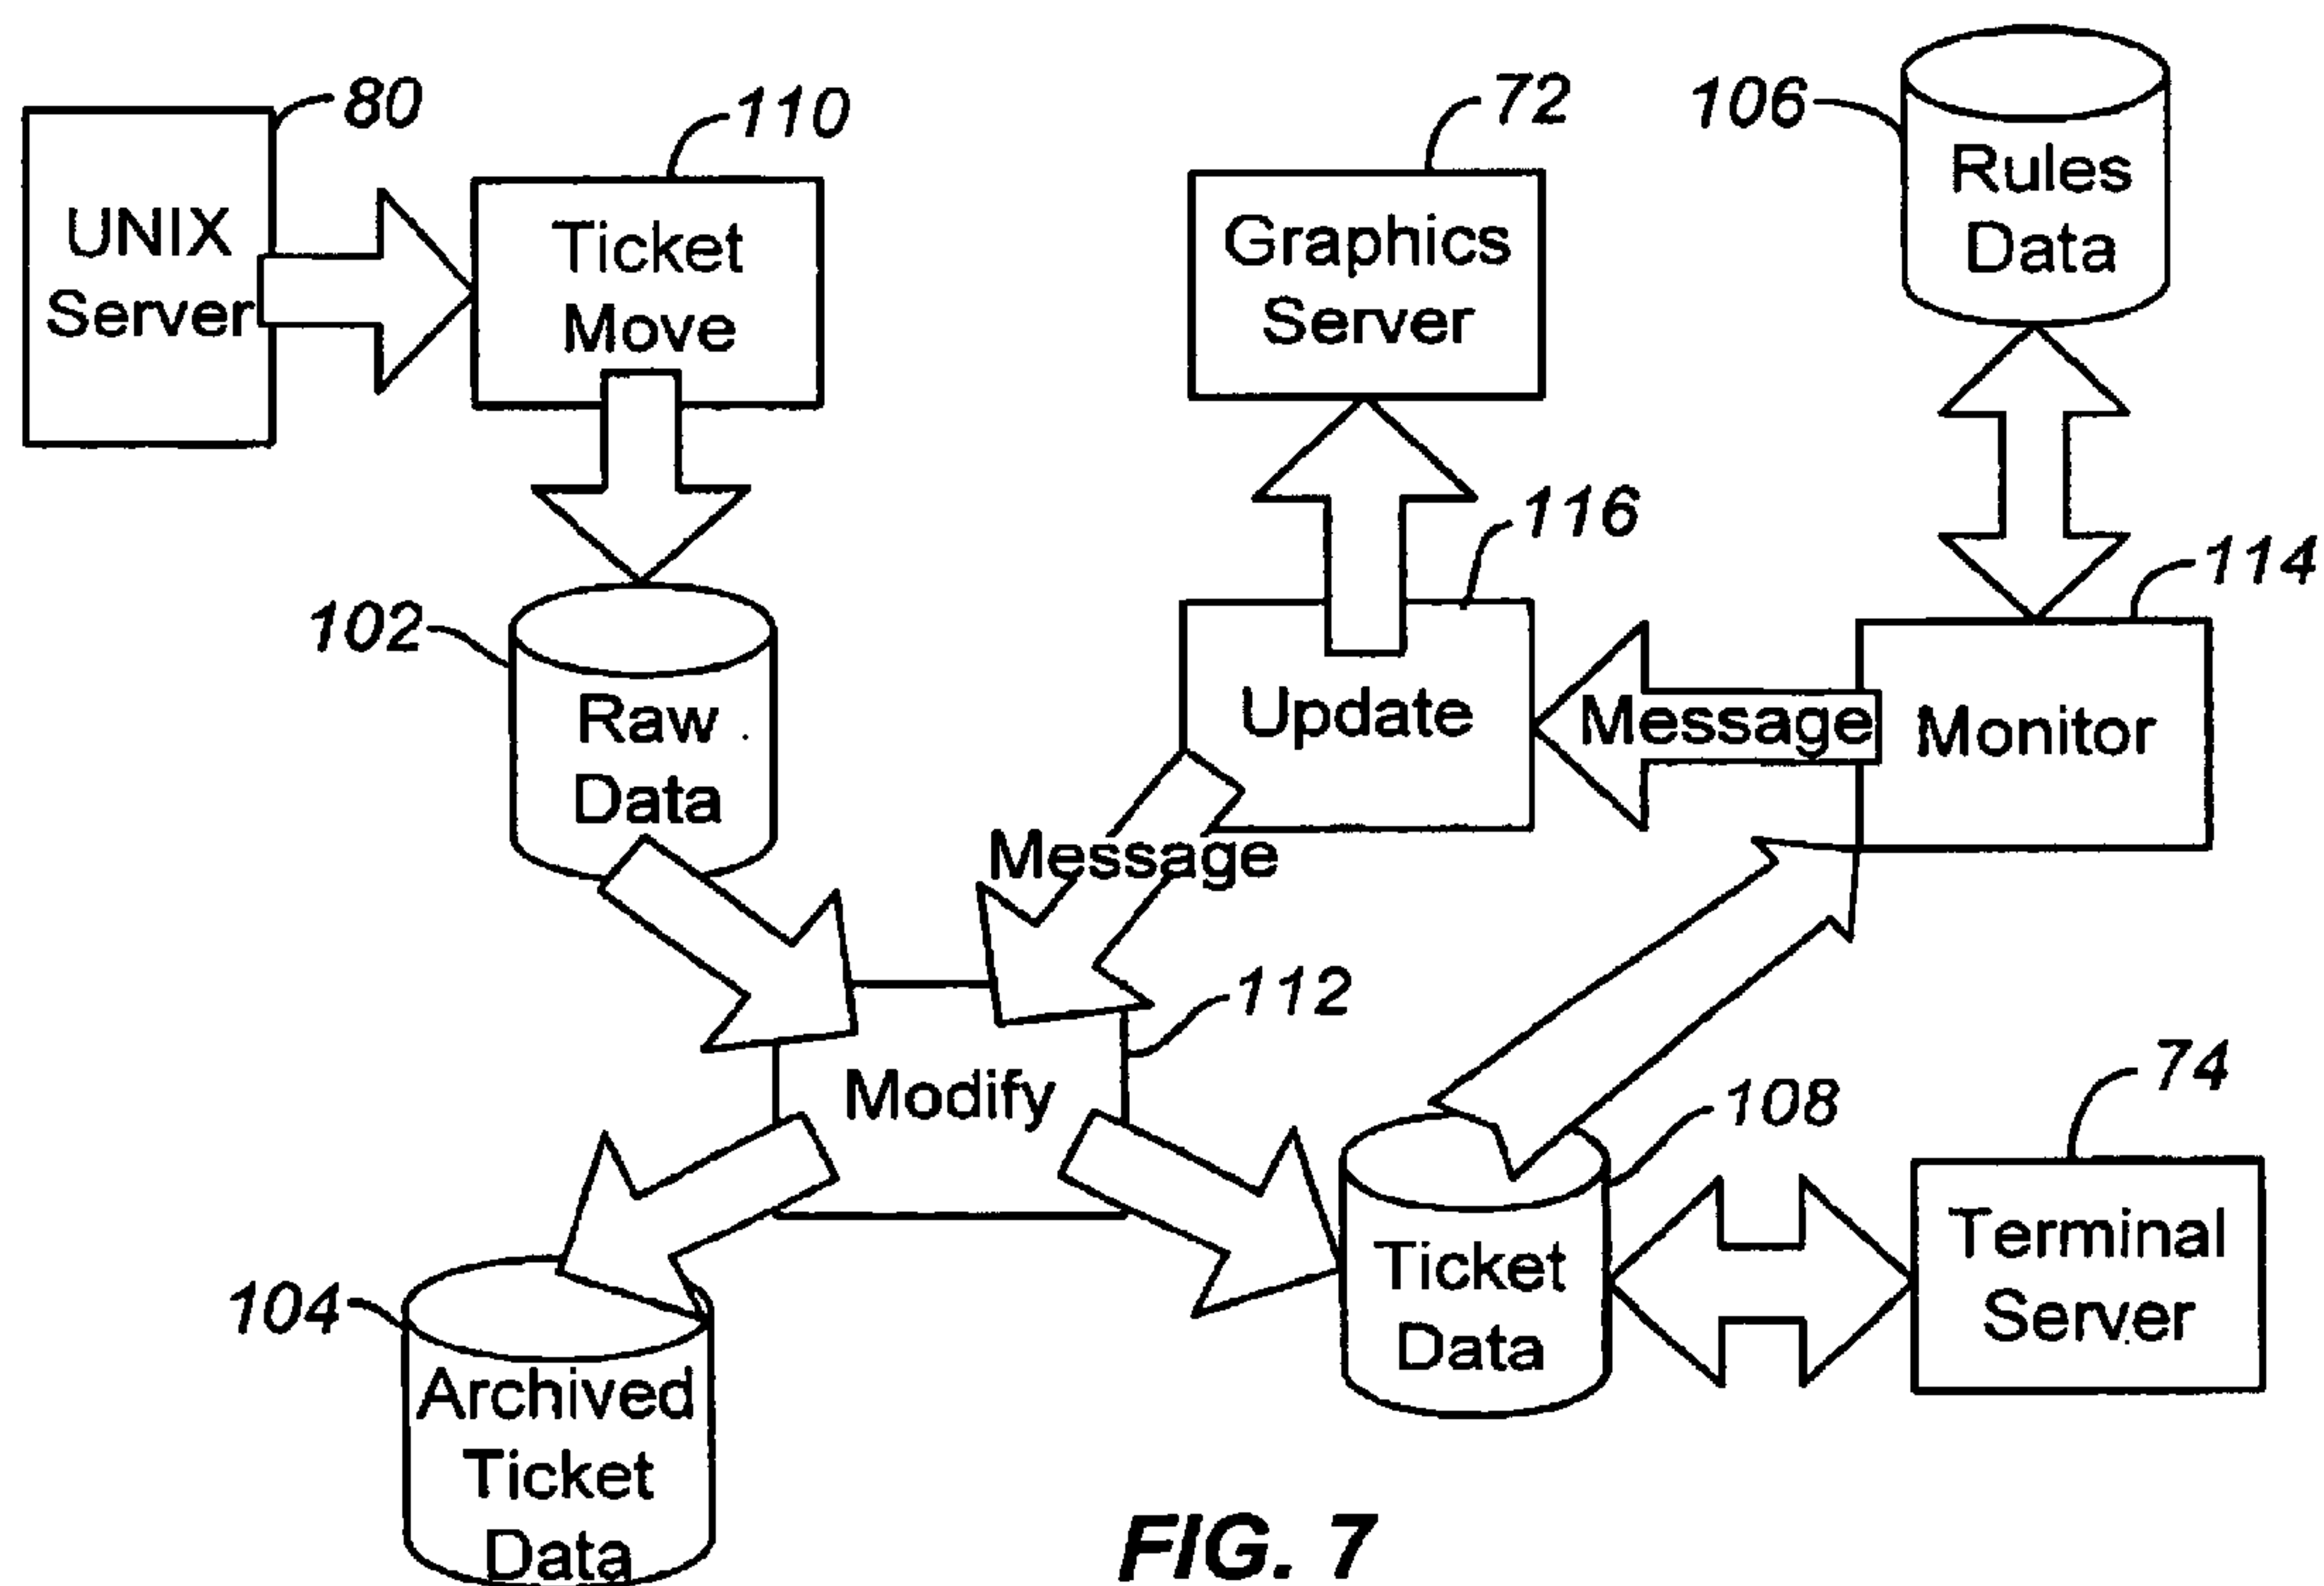 80
110
72
106
UNIX
Server
Ticket
Move
Graphics
Server
Rules
Data
116
114
102
Raw
Data
Update
Message
Monitor
Message
112
Modify
108
74
104
Archived
Ticket
Data
Ticket
Data
Terminal
Server
FIG. 7